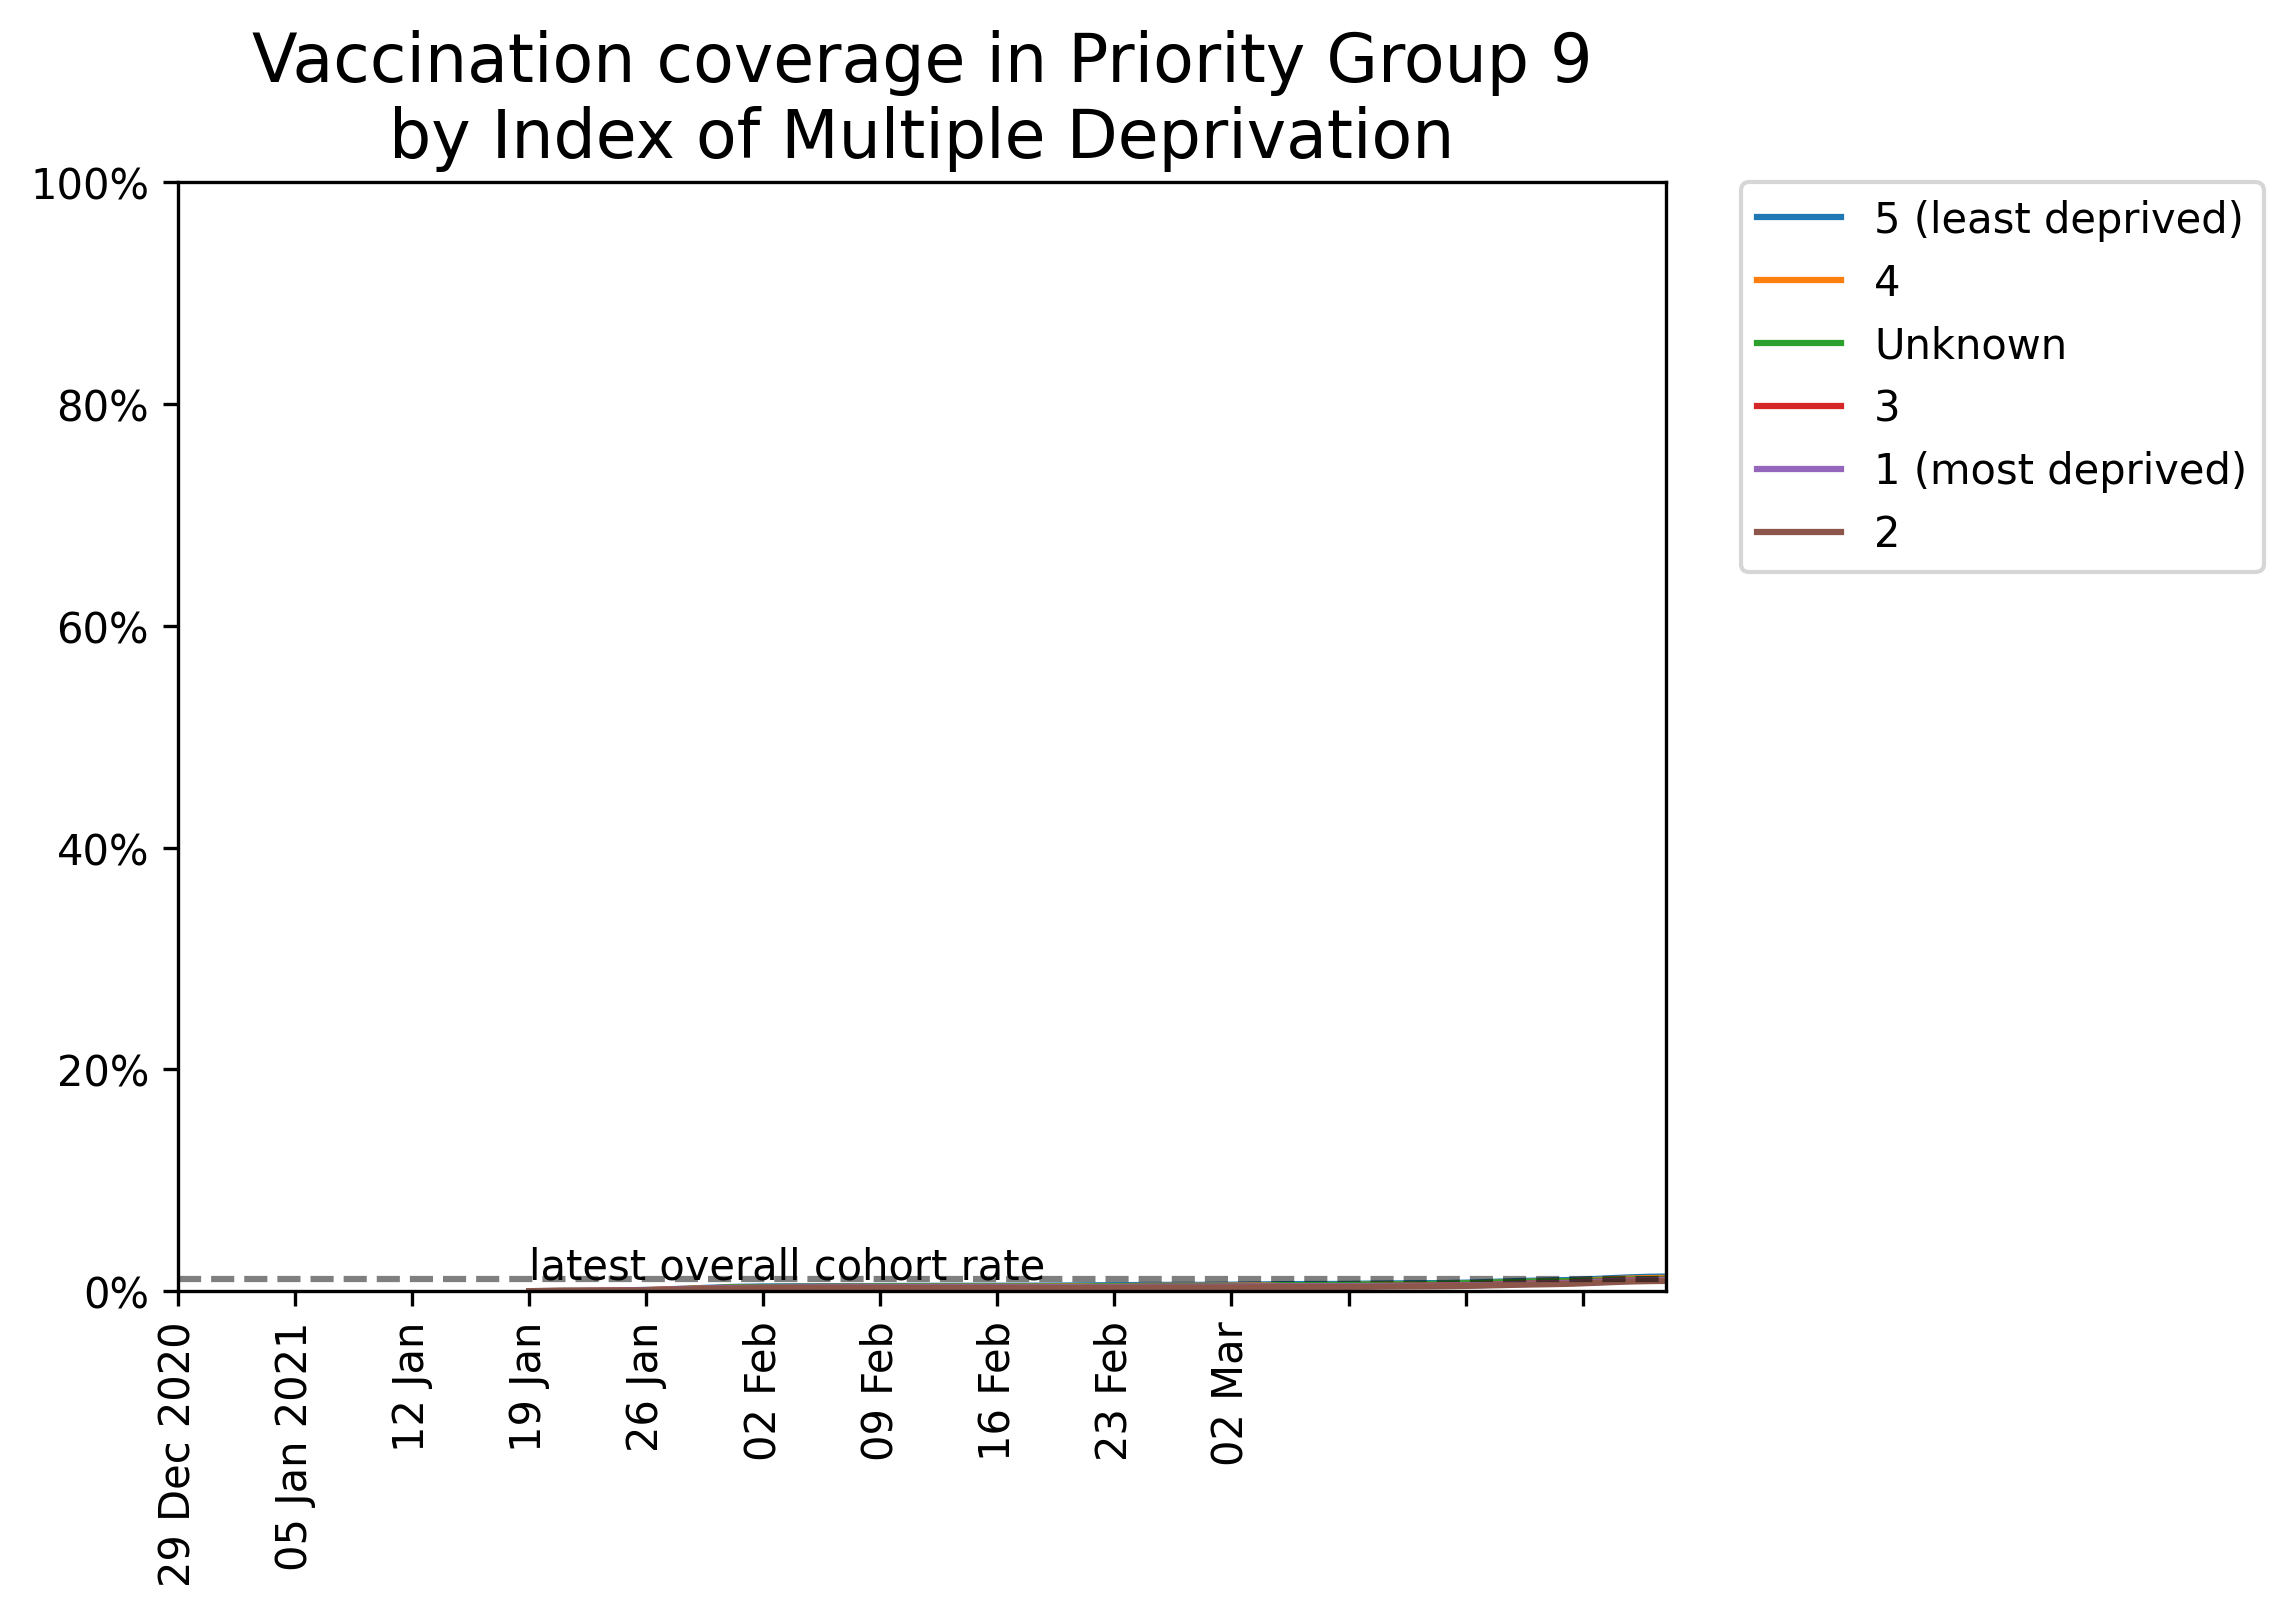 Vaccination coverage in Priority Group 9
by Index of Multiple Deprivation
100%
80%
60%
40%
20%
0%
latest overall cohort rate
29 Dec 2020
05 Jan 2021
12 Jan
19 Jan
26 Jan
02 Feb
09 Feb
16 Feb
23 Feb
02 Mar
5 (least deprived)
4
Unknown
3
1 (most deprived)
2